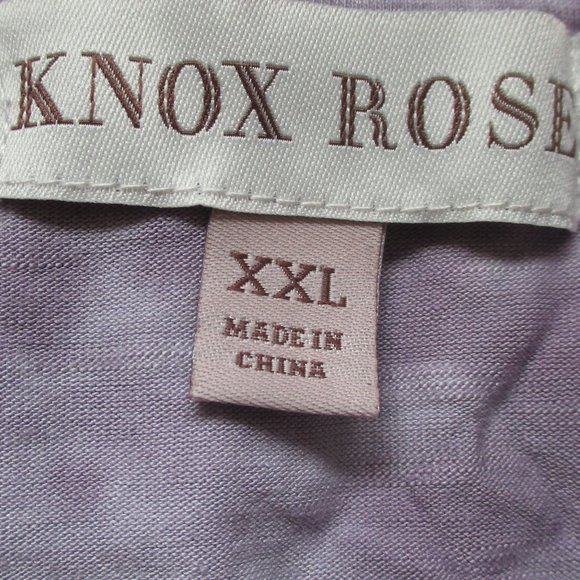 KNOX ROSE
XXL
MADE IN
CHINA